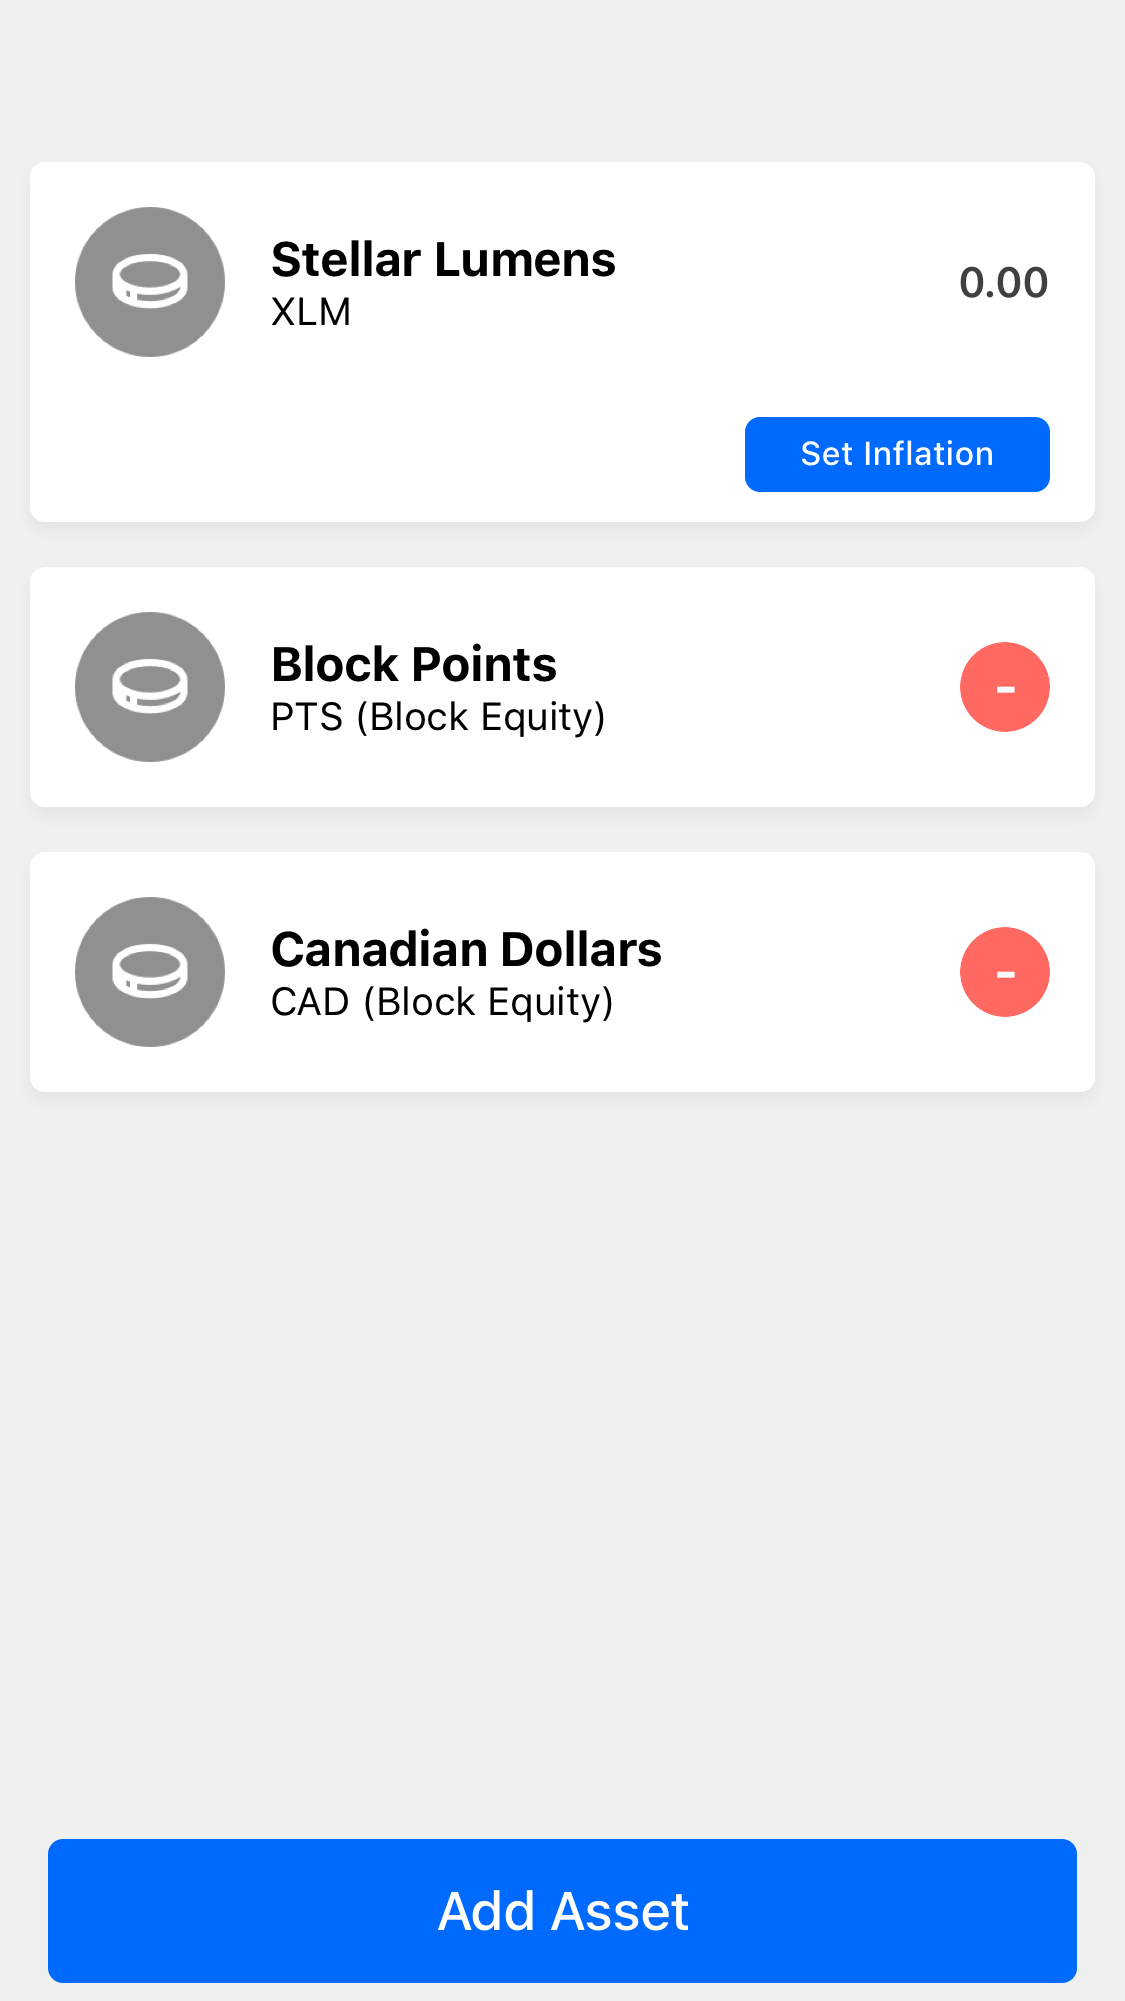 Stellar Lumens
XLM
0.00
Set Inflation
Block Points
PTS (Block Equity)
-
Canadian Dollars
CAD (Block Equity)
-
Add Asset